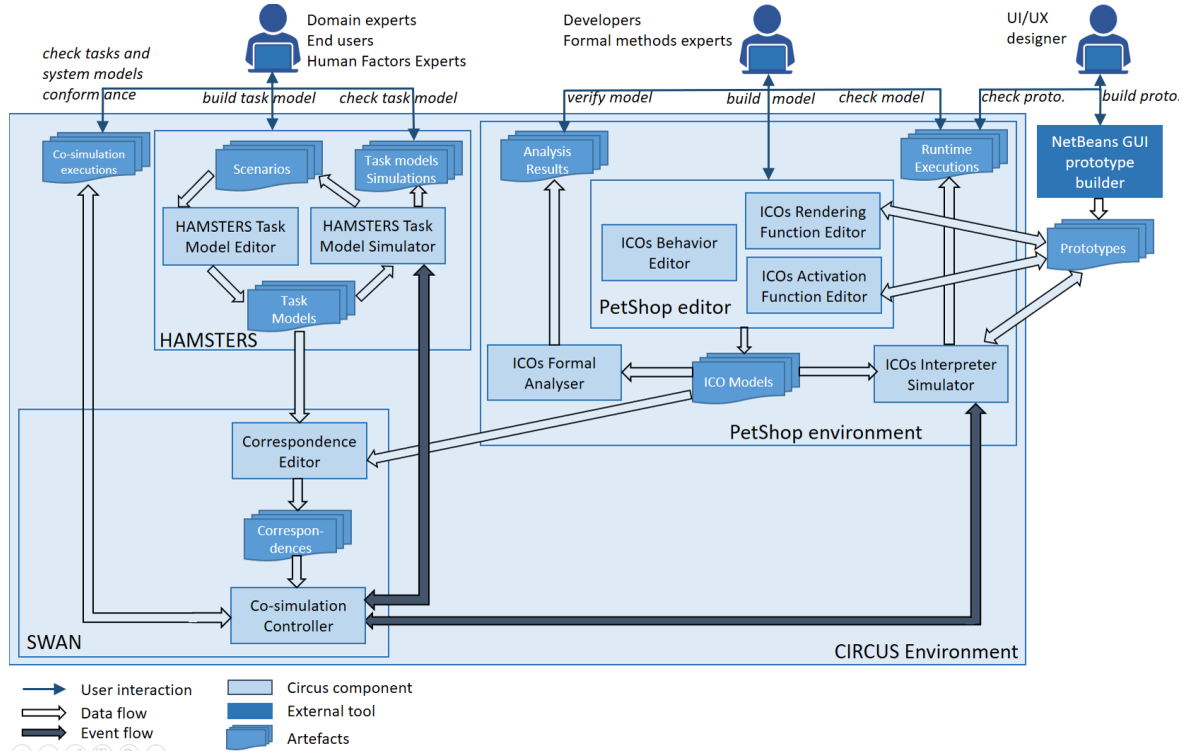 Domain experts
End users
Human Factors Experts
Developers
Formal methods experts
UI/UX
designer
check tasks and
system models
conform ance
build task model
check task model
verify model
build model
check model
check proto.
build proto.
Co-simulation
executions
Scenarios
Task models
Simulations
Analysis
Results
Runtime
Executions
NetBeans GUI
prototype
builder
HAMSTERS Task
Model Editor
HAMSTERS Task
Model Simulator
ICOs Behavior
Editor
ICOs Rendering
Function Editor
ICOs Activation
Function Editor
Prototypes
Task
Models
HAMSTERS
PetShop editor
ICOs Formal
Analyser
ICO Models
ICOs Interpreter
Simulator
PetShop environment
Correspondence
Editor
Correspon-
dences
Co-simulation
Controller
SWAN
CIRCUS Environment
User interaction
Data flow
Event flow
Circus component
External tool
Artefacts